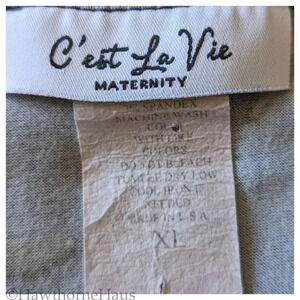 C'est La Vie
MATERNITY
SPANDEX
MACHINE WASH
COLD
WITH LIKE
COLORS
DO NOT BLEACH
TUMBLE DRY LOW
COOL IRON IF
NEEDED
MADE IN U.S.A
XL
©HawthorneHaus